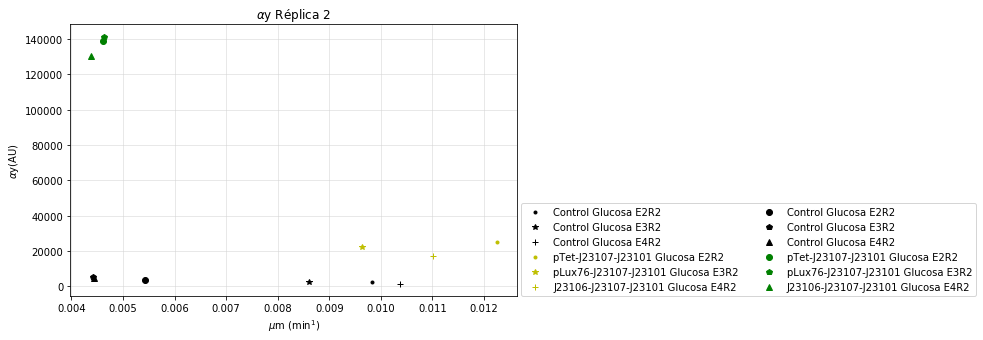 αy Réplica 2
140000
120000
100000
80000
60000
40000
20000
0
αy(AU)
0.004 0.005 0.006 0.007 0.008 0.009 0.010 0.011 0.012
μm (min¹)
Control Glucosa E2R2
Control Glucosa E3R2
Control Glucosa E4R2
pTet-J23107-J23101 Glucosa E2R2
pLux76-J23107-J23101 Glucosa E3R2
J23106-J23107-J23101 Glucosa E4R2
Control Glucosa E2R2
Control Glucosa E3R2
Control Glucosa E4R2
pTet-J23107-J23101 Glucosa E2R2
pLux76-J23107-J23101 Glucosa E3R2
J23106-J23107-J23101 Glucosa E4R2